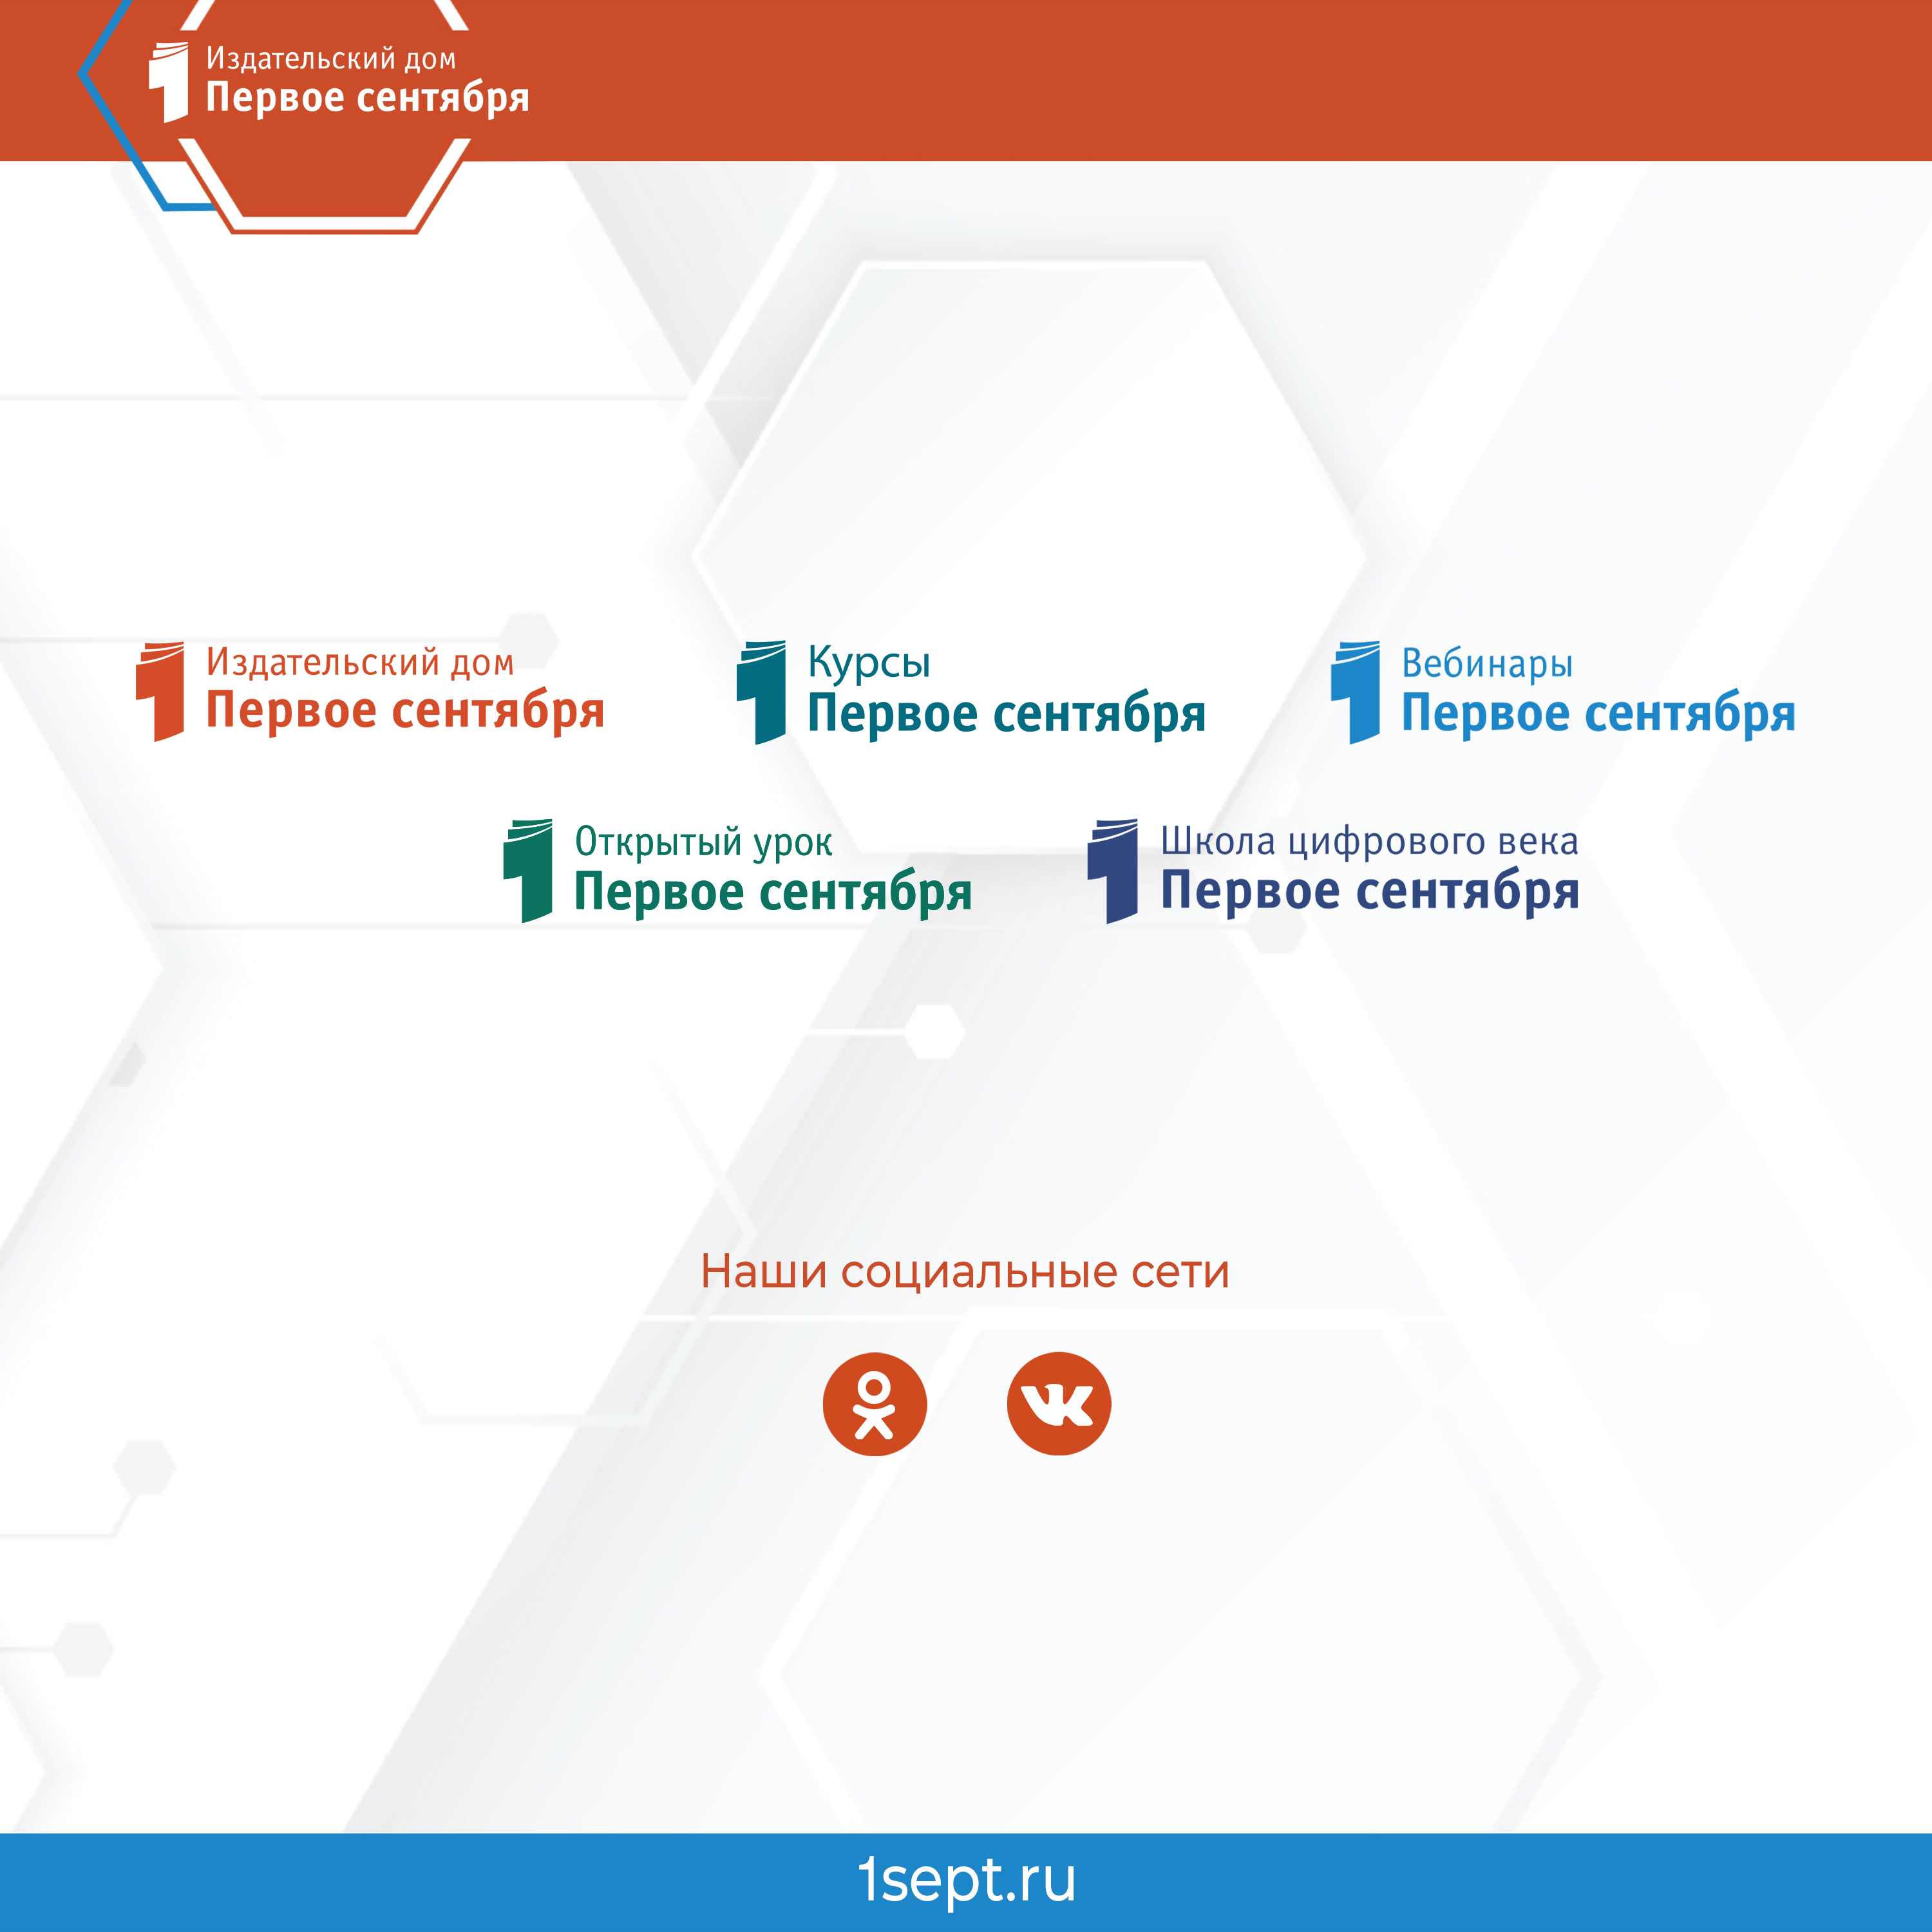 Издательский дом
Первое сентября
Издательский дом
Первое сентября
Курсы
Первое сентября
Вебинары
Первое сентября
Открытый урок
Первое сентября
Школа цифрового века
Первое сентября
Наши социальные сети
1sept.ru